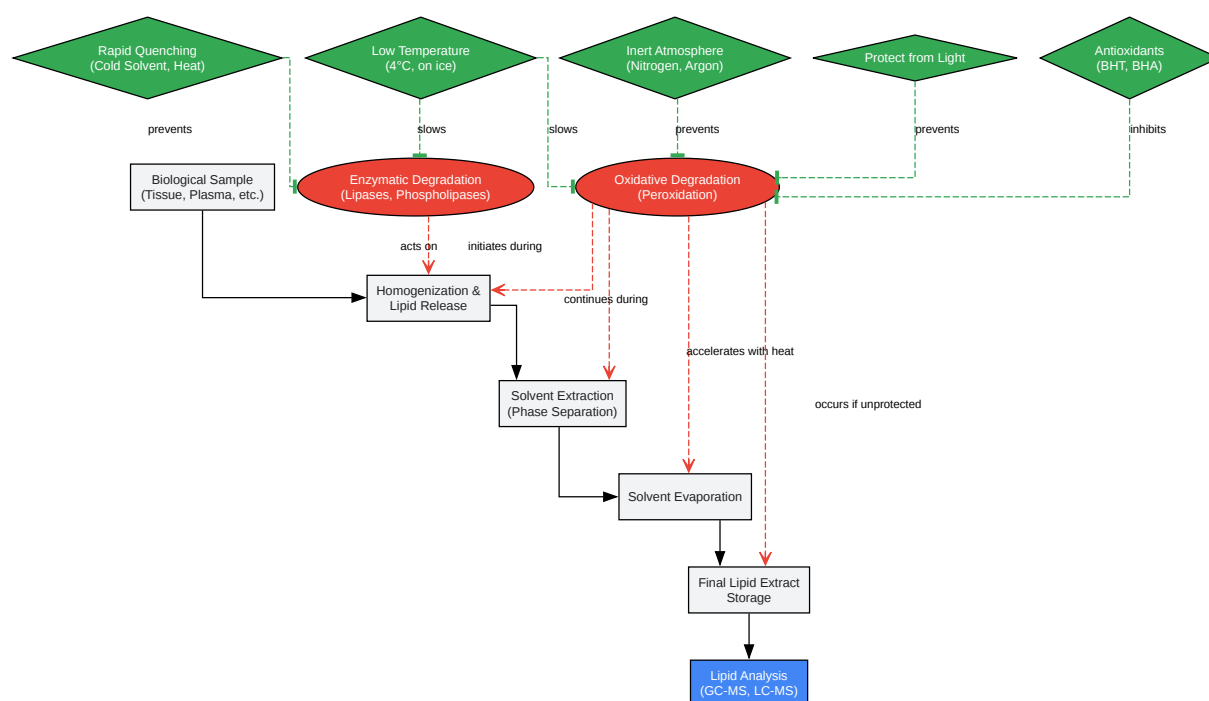 Rapid Quenching
(Cold Solvent, Heat)
Low Temperature
(4°C, on ice)
Inert Atmosphere
(Nitrogen, Argon)
Protect from Light
Antioxidants
(BHT, BHA)
prevents
slows
slows
prevents
prevents
inhibits
Biological Sample
(Tissue, Plasma, etc.)
Enzymatic Degradation
(Lipases, Phospholipases)
Oxidative Degradation
(Peroxidation)
acts on
initiates during
Homogenization &
Lipid Release
continues during
accelerates with heat
Solvent Extraction
(Phase Separation)
occurs if unprotected
Solvent Evaporation
Final Lipid Extract
Storage
Lipid Analysis
(GC-MS, LC-MS)